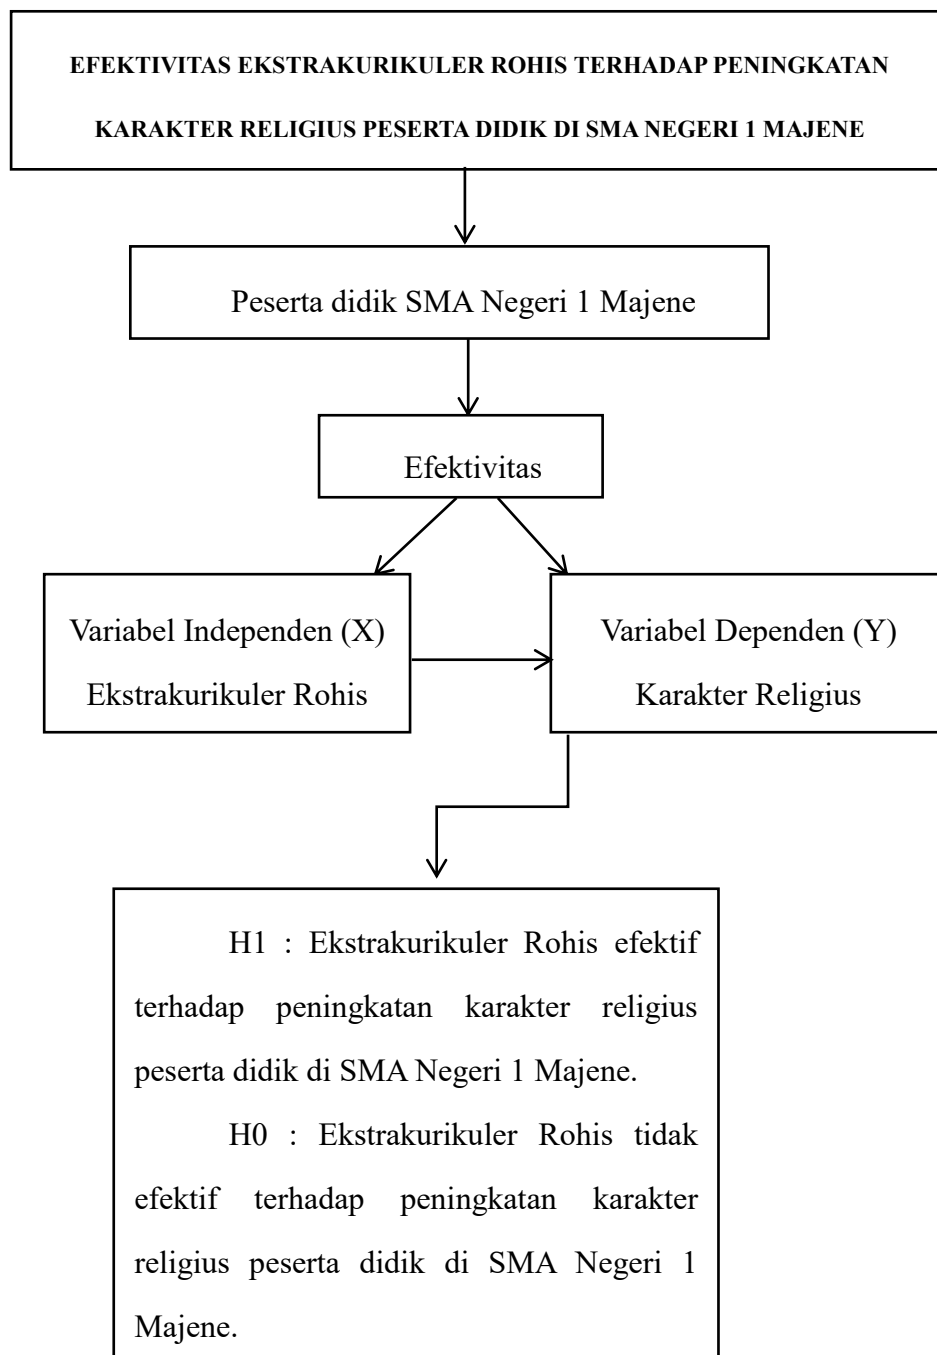 EFEKTIVITAS EKSTRAKURIKULER ROHIS TERHADAP PENINGKATAN
KARAKTER RELIGIUS PESERTA DIDIK DI SMA NEGERI 1 MAJENE
Peserta didik SMA Negeri 1 Majene
Efektivitas
Variabel Independen (X)
Ekstrakurikuler Rohis
Variabel Dependen (Y)
Karakter Religius
H1 : Ekstrakurikuler Rohis efektif
terhadap peningkatan karakter religius
peserta didik di SMA Negeri 1 Majene.
H0 : Ekstrakurikuler Rohis tidak
efektif terhadap peningkatan karakter
religius peserta didik di SMA Negeri 1
Majene.